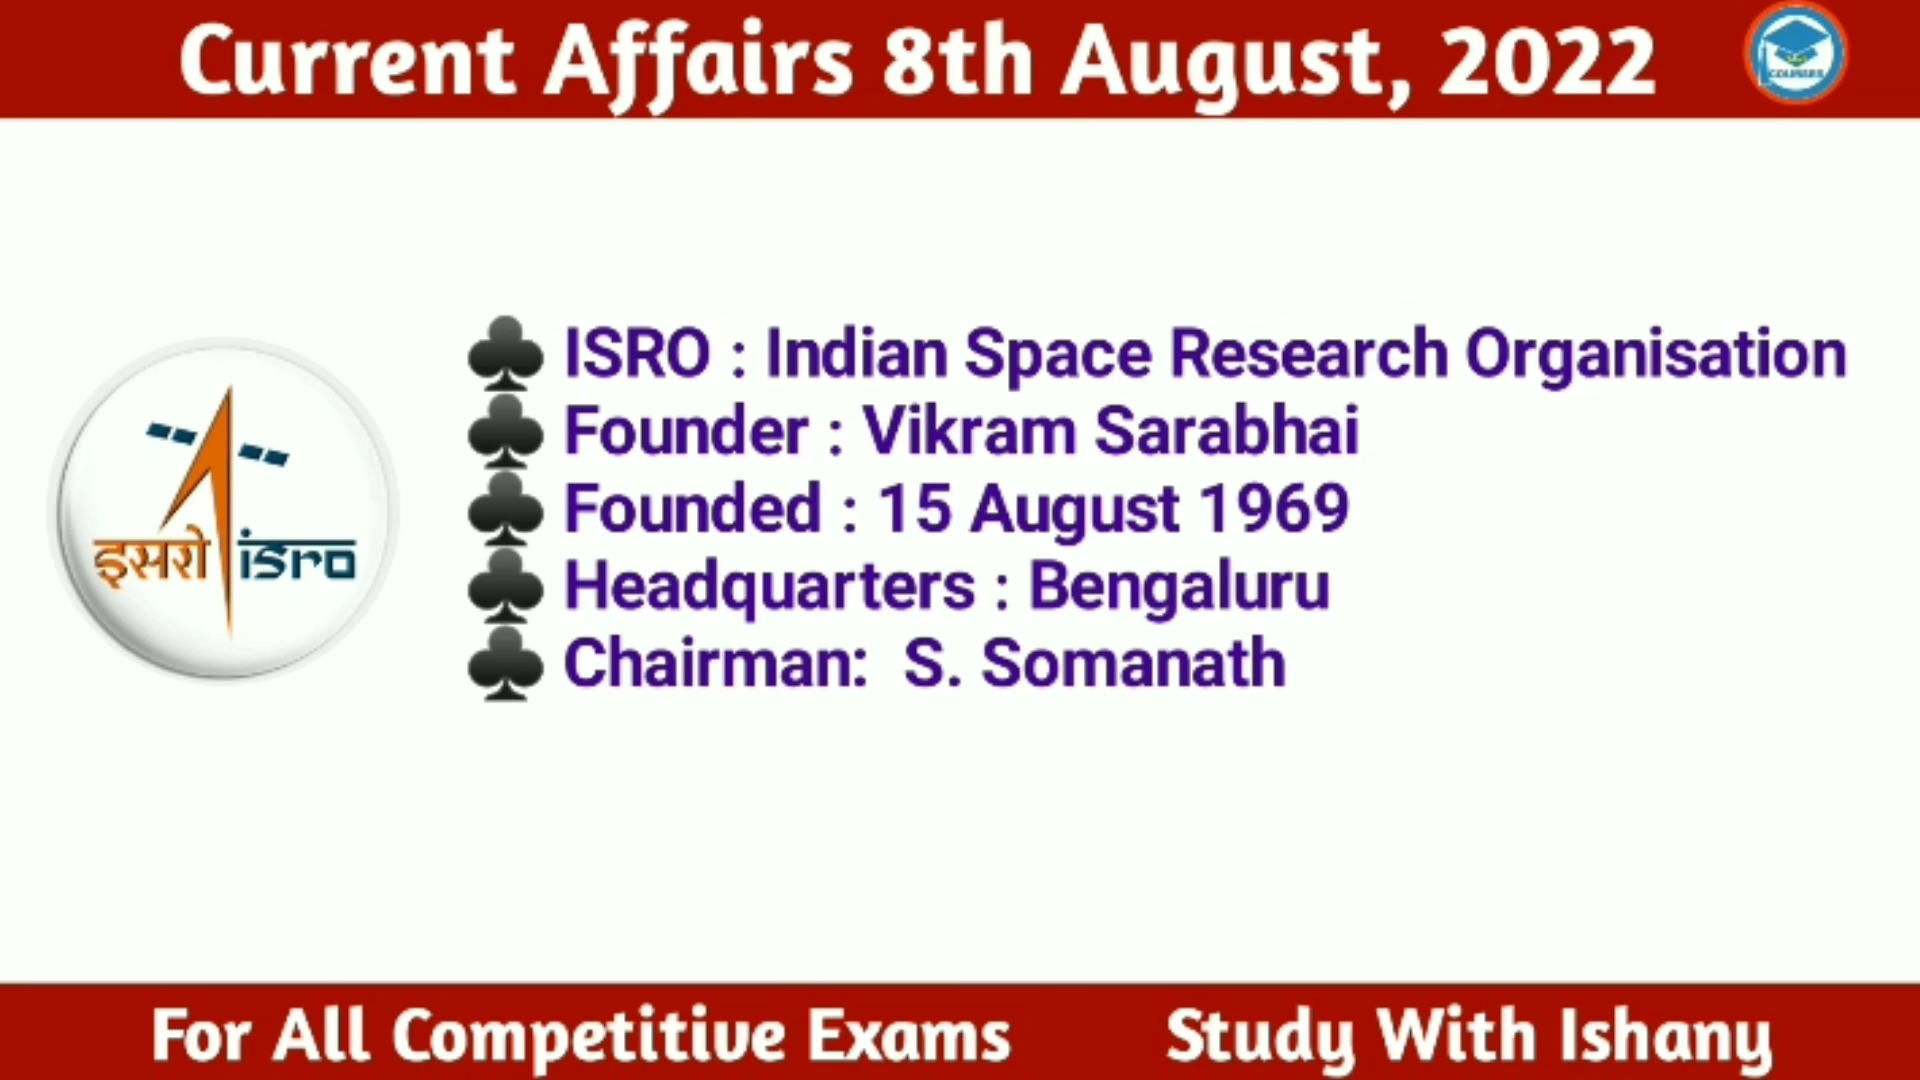 Current Affairs 8th August, 2022
COURSES
♣ ISRO : Indian Space Research Organisation
♣ Founder : Vikram Sarabhai
♣ Founded : 15 August 1969
♣ Headquarters : Bengaluru
♣ Chairman: S. Somanath
इसरो isro
For All Competitive Exams Study With Ishany